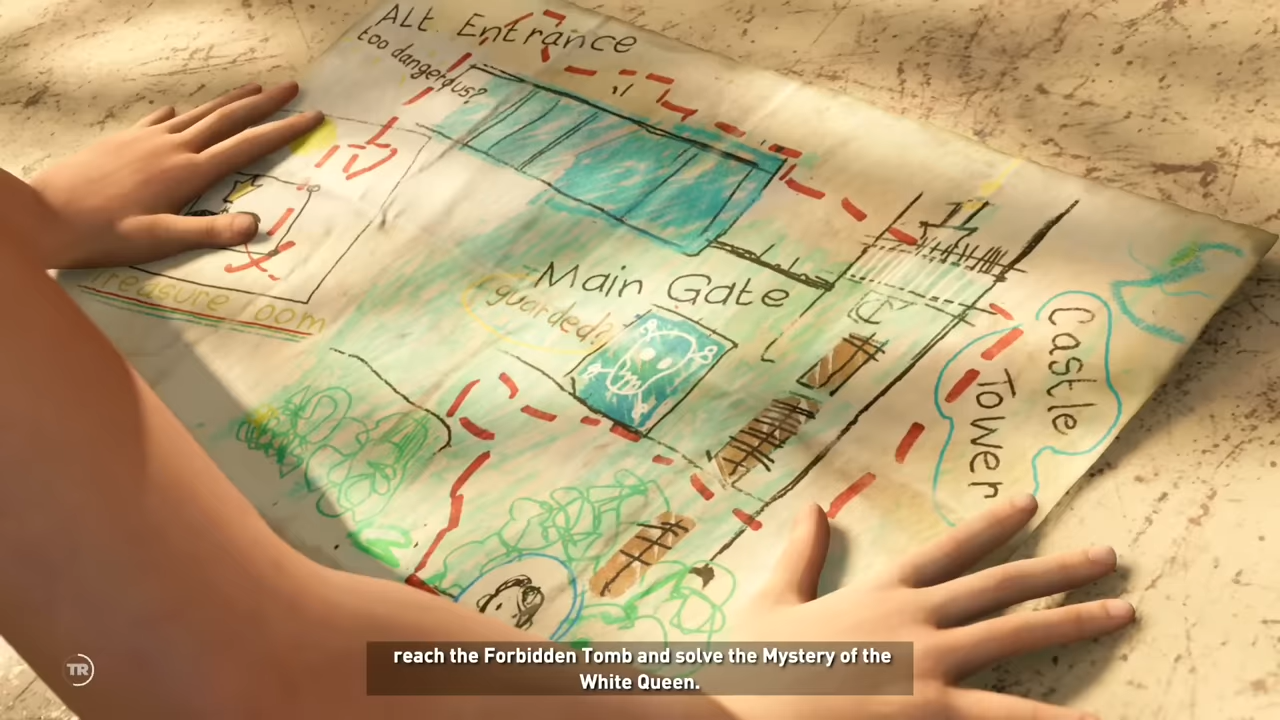 ALt. Entrance
too dangerous?
Main Gate
guarded?
treasure room
Castle
Tower
TR
reach the Forbidden Tomb and solve the Mystery of the
White Queen.